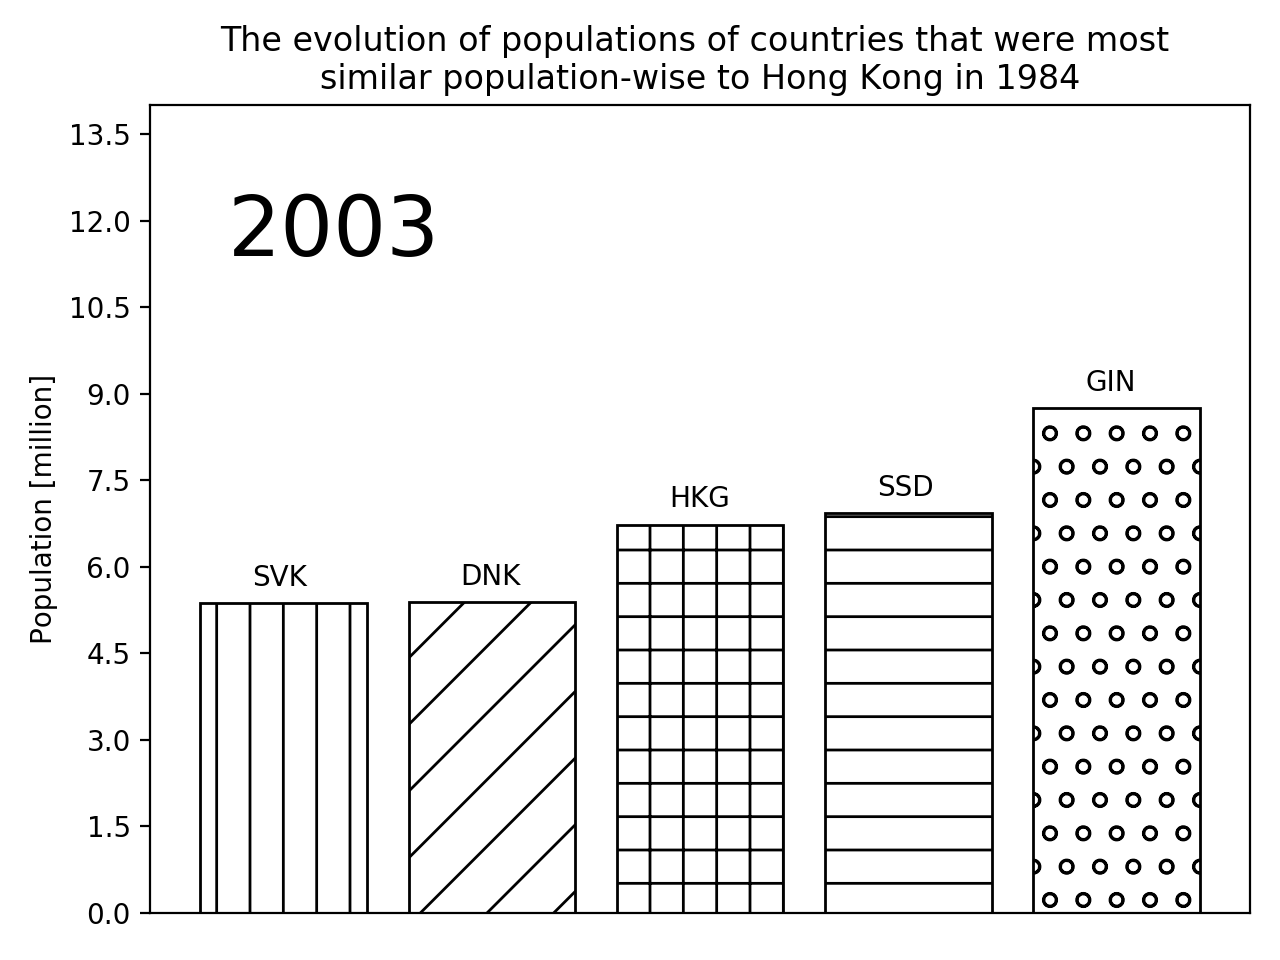 The evolution of populations of countries that were most
similar population-wise to Hong Kong in 1984
13.5
12.0
10.5
9.0
7.5
6.0
4.5
3.0
1.5
0.0
Population [million]
2003
SVK
DNK
HKG
SSD
GIN